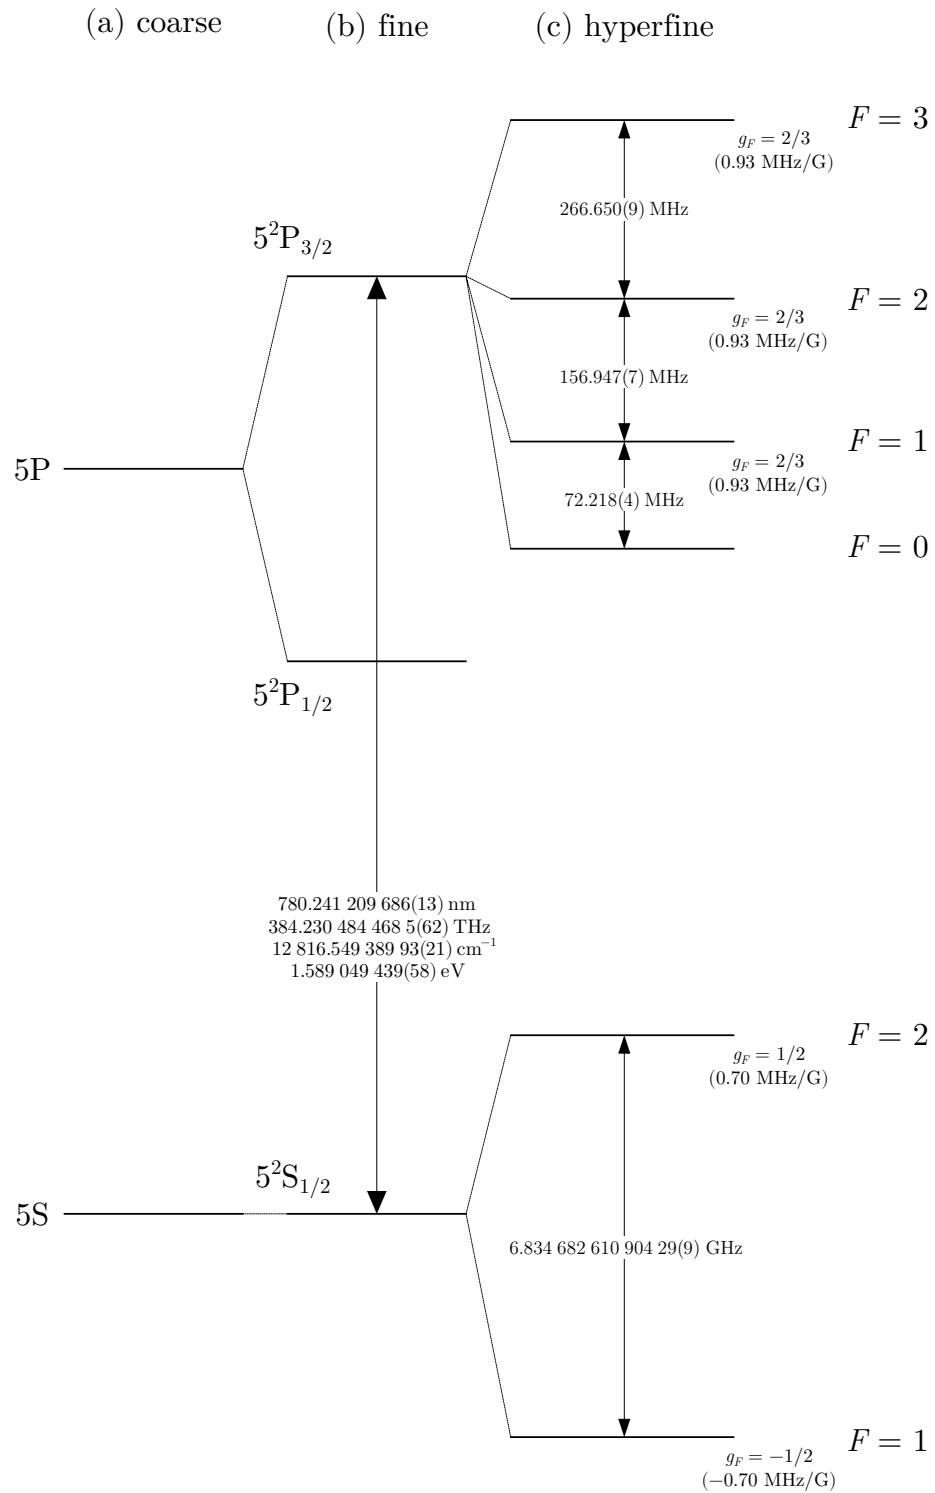 (a) coarse (b) fine (c) hyperfine
F = 3
g_F = 2/3
(0.93 MHz/G)
266.650(9) MHz
5²P₃/₂
F = 2
g_F = 2/3
(0.93 MHz/G)
156.947(7) MHz
F = 1
5P
g_F = 2/3
(0.93 MHz/G)
72.218(4) MHz
F = 0
5²P₁/₂
780.241 209 686(13) nm
384.230 484 468 5(62) THz
12 816.549 389 93(21) cm⁻¹
1.589 049 439(58) eV
F = 2
g_F = 1/2
(0.70 MHz/G)
5²S₁/₂
5S
6.834 682 610 904 29(9) GHz
F = 1
g_F = −1/2
(−0.70 MHz/G)